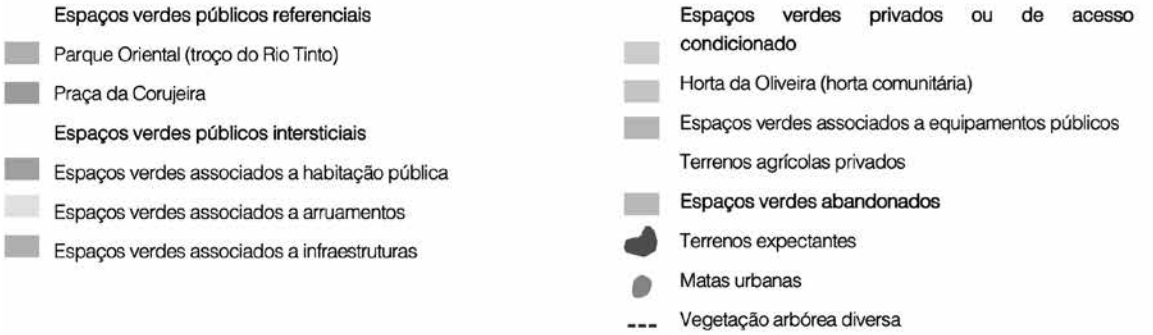 Espaços verdes públicos referenciais
Parque Oriental (troço do Rio Tinto)
Praça da Corujeira
Espaços verdes públicos intersticiais
Espaços verdes associados a habitação pública
Espaços verdes associados a arruamentos
Espaços verdes associados a infraestruturas
Espaços verdes privados ou de acesso
condicionado
Horta da Oliveira (horta comunitária)
Espaços verdes associados a equipamentos públicos
Terrenos agrícolas privados
Espaços verdes abandonados
Terrenos expectantes
Matas urbanas
Vegetação arbórea diversa